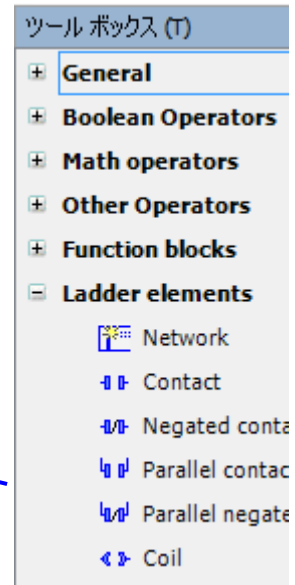 ツール ボックス (T)
General
Boolean Operators
Math operators
Other Operators
Function blocks
Ladder elements
Network
Contact
Negated conta
Parallel contac
Parallel negate
Coil